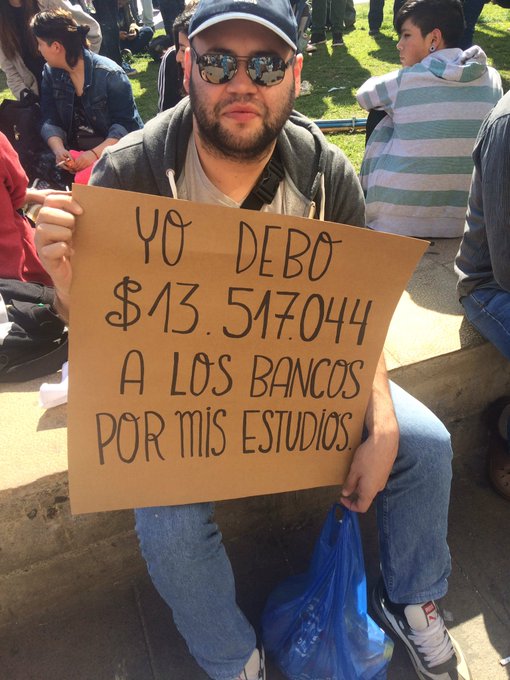 YO DEBO
$13.517.044
A LOS BANCOS
POR MIS ESTUDIOS.